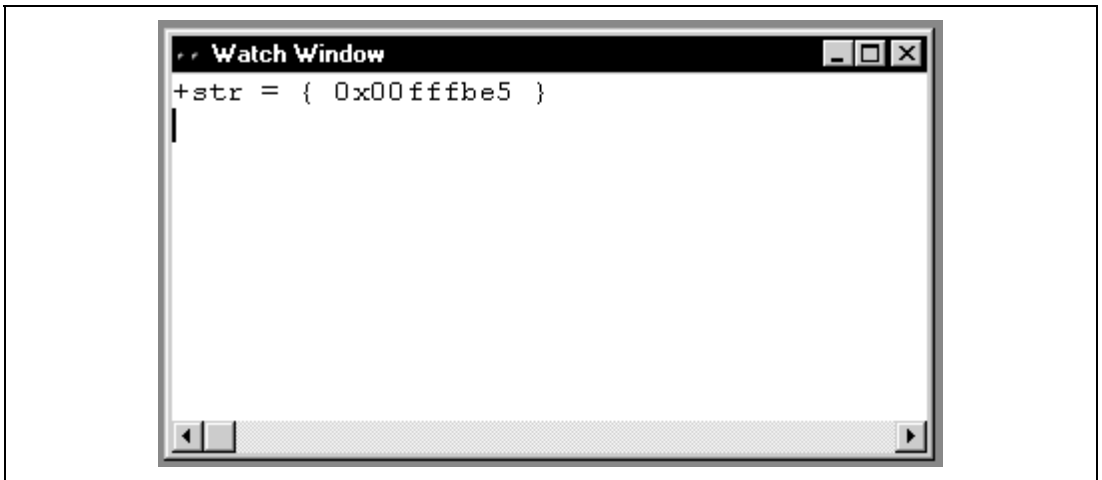 Watch Window
+str = { 0x00fffbe5 }